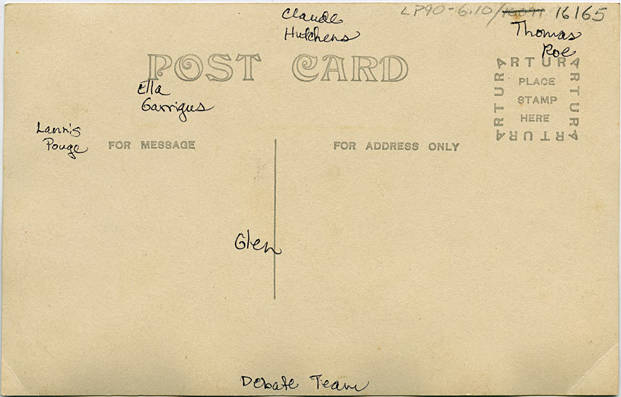 LP90-6.10/ 16165
Claude
Hutchens
Thomas
Roe
POST CARD
Ella
Garrigus
ARTURA
ARTURA
ARTURA
ARTURA
PLACE
STAMP
HERE
Lannis
Pouge
FOR MESSAGE
FOR ADDRESS ONLY
Glen
Debate Team